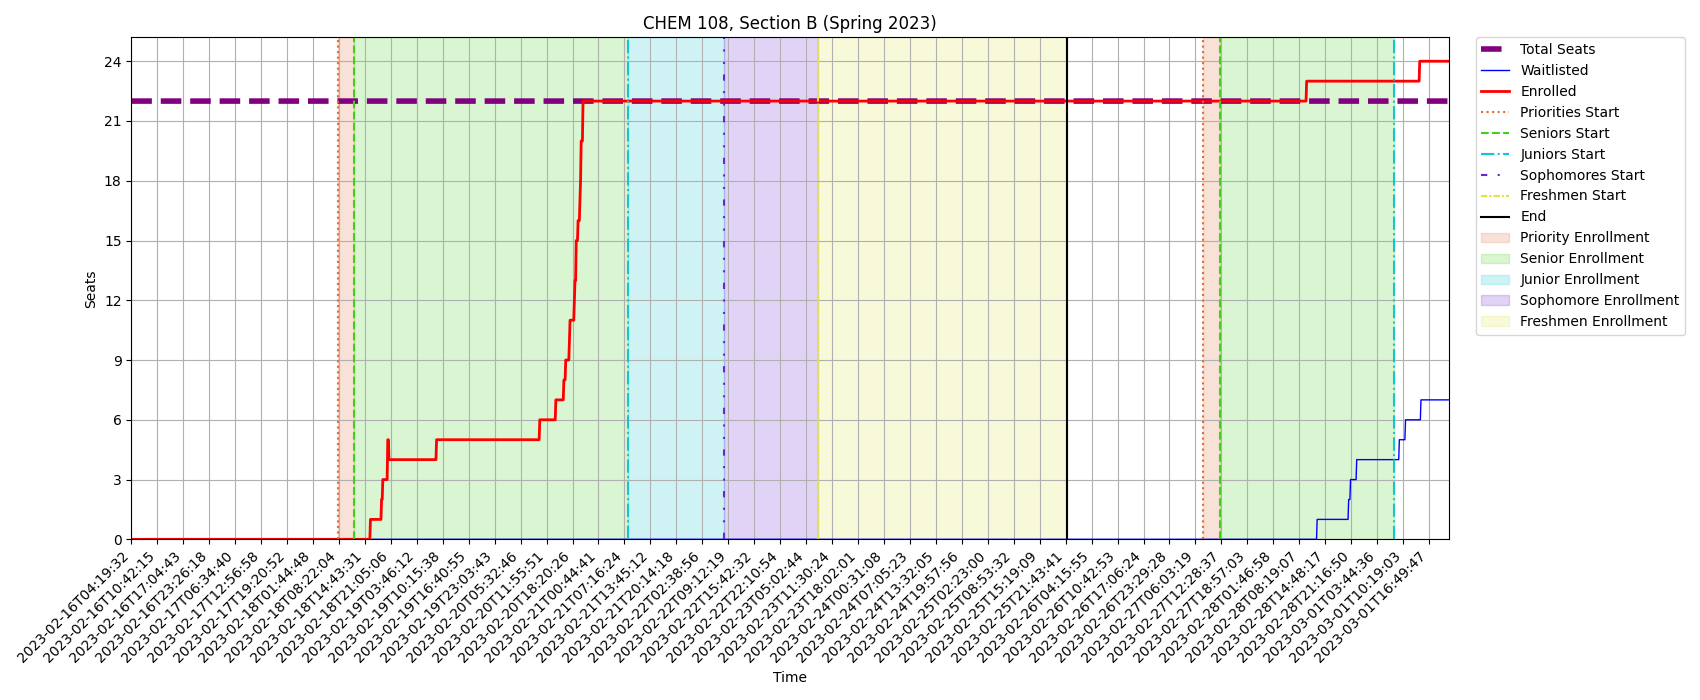 CHEM 108, Section B (Spring 2023)
Seats
24
21
18
15
12
9
6
3
0
2023-02-16T04:19:32
2023-02-16T10:42:15
2023-02-16T17:04:43
2023-02-16T23:26:18
2023-02-17T06:34:40
2023-02-17T12:56:58
2023-02-17T19:20:52
2023-02-18T01:44:48
2023-02-18T08:22:04
2023-02-18T14:43:31
2023-02-18T21:05:06
2023-02-19T03:46:12
2023-02-19T10:15:38
2023-02-19T16:40:55
2023-02-19T23:03:43
2023-02-20T05:32:46
2023-02-20T11:55:51
2023-02-20T18:20:26
2023-02-21T00:44:41
2023-02-21T07:16:24
2023-02-21T13:45:12
2023-02-21T20:14:18
2023-02-22T02:38:56
2023-02-22T09:12:19
2023-02-22T15:42:32
2023-02-22T22:10:54
2023-02-23T05:02:44
2023-02-23T11:30:24
2023-02-23T18:02:01
2023-02-24T00:31:08
2023-02-24T07:05:23
2023-02-24T13:32:05
2023-02-24T19:57:56
2023-02-25T02:23:00
2023-02-25T08:53:32
2023-02-25T15:19:09
2023-02-25T21:43:41
2023-02-26T04:15:55
2023-02-26T10:42:53
2023-02-26T17:06:24
2023-02-26T23:29:28
2023-02-27T06:03:19
2023-02-27T12:28:37
2023-02-27T18:57:03
2023-02-28T01:46:58
2023-02-28T08:19:07
2023-02-28T14:48:17
2023-02-28T21:16:50
2023-03-01T03:44:36
2023-03-01T10:19:03
2023-03-01T16:49:47
Time
Total Seats
Waitlisted
Enrolled
Priorities Start
Seniors Start
Juniors Start
Sophomores Start
Freshmen Start
End
Priority Enrollment
Senior Enrollment
Junior Enrollment
Sophomore Enrollment
Freshmen Enrollment